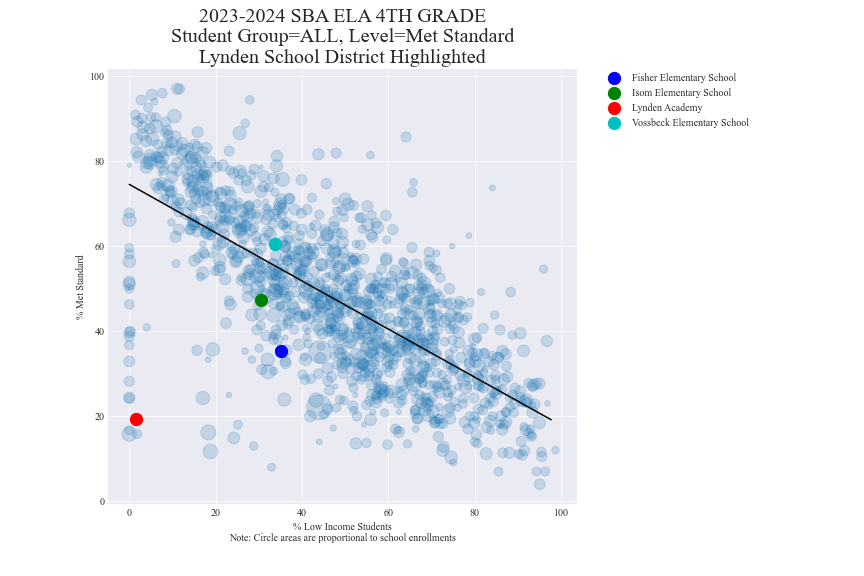 2023-2024 SBA ELA 4TH GRADE
Student Group=ALL, Level=Met Standard
Lynden School District Highlighted
Fisher Elementary School
Isom Elementary School
Lynden Academy
Vossbeck Elementary School
% Met Standard
100
80
60
40
20
0
0 20 40 60 80 100
% Low Income Students
Note: Circle areas are proportional to school enrollments